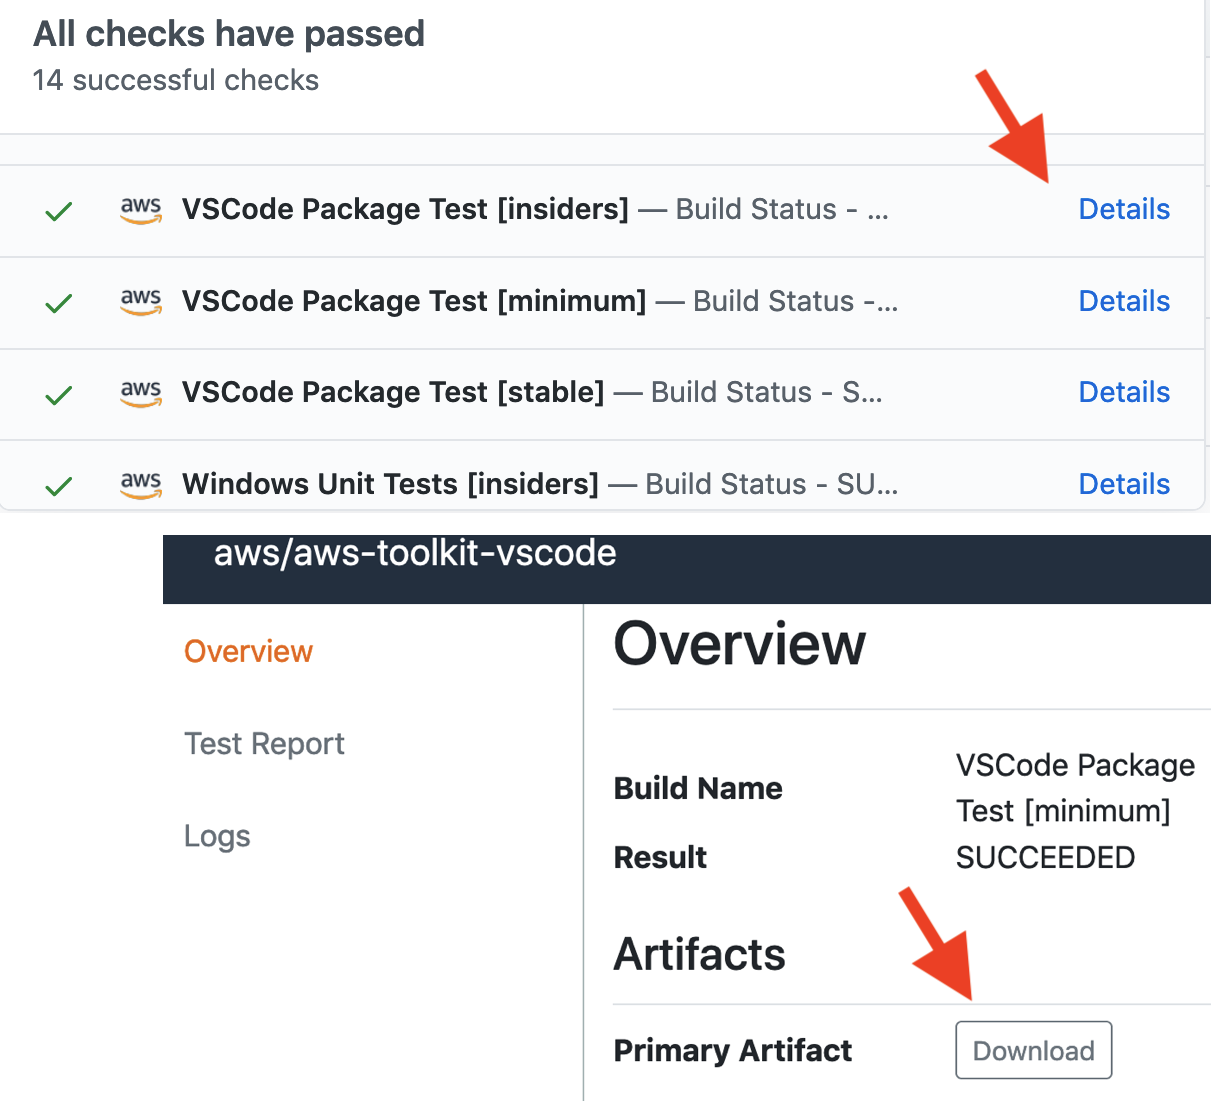 All checks have passed
14 successful checks
aws VSCode Package Test [insiders] — Build Status - ... Details
aws VSCode Package Test [minimum] — Build Status -... Details
aws VSCode Package Test [stable] — Build Status - S... Details
aws Windows Unit Tests [insiders] — Build Status - SU... Details
aws/aws-toolkit-vscode
Overview
Test Report
Logs
Overview
Build Name VSCode Package
Test [minimum]
Result SUCCEEDED
Artifacts
Primary Artifact Download